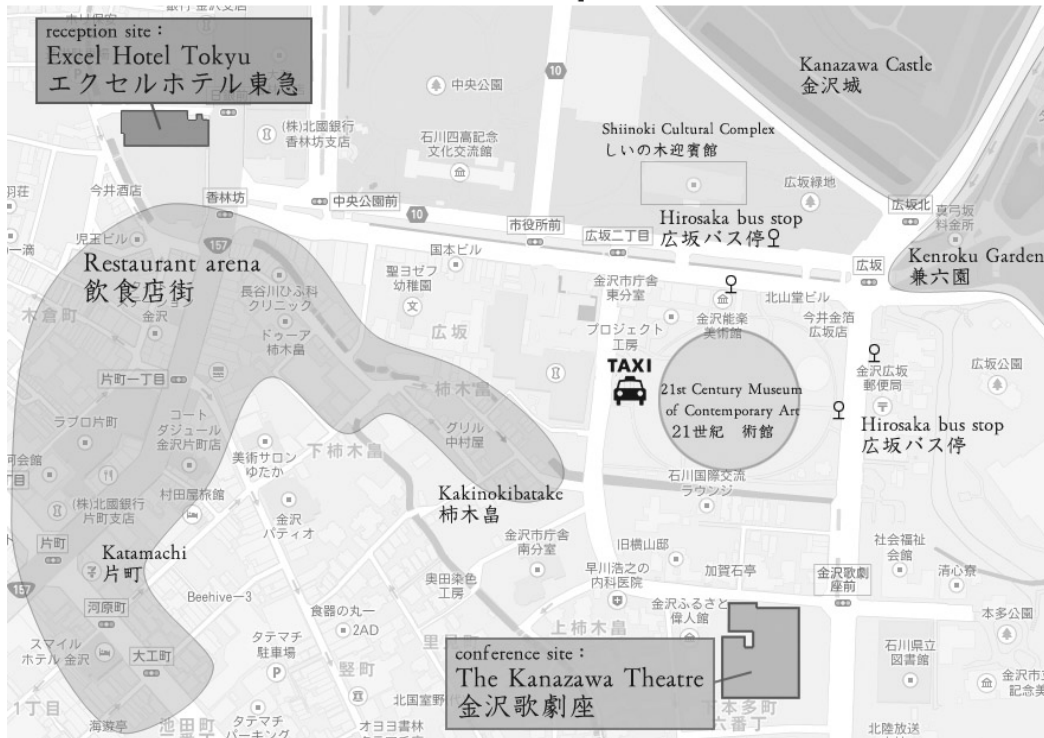 reception site :
Excel Hotel Tokyu
エクセルホテル東急
(株)北國銀行
香林坊支店
中央公園
石川四高記念
文化交流館
10
Kanazawa Castle
金沢城
Shiinoki Cultural Complex
しいの木迎賓館
広坂緑地
今井酒店
香林坊
中央公園前
10
市役所前
広坂二丁目
Hirosaka bus stop
広坂バス停
広坂北
真弓坂
料金所
広坂
Kenroku Garden
兼六園
児玉ビル
157
Restaurant arena
飲食店街
木倉町
金沢
長谷川ひふ科
クリニック
ドゥーア
柿木畠
国本ビル
聖ヨゼフ
幼稚園
広坂
金沢市庁舎
東分室
プロジェクト
工房
金沢能楽
美術館
北山堂ビル
今井金箔
広坂店
TAXI
21st Century Museum
of Contemporary Art
21世紀 術館
金沢広坂
郵便局
広坂公園
Hirosaka bus stop
広坂バス停
片町一丁目
ラブロ片町
コート
ダジュール
金沢片町店
柿木畠
グリル
中村屋
下柿木畠
美術サロン
ゆたか
石川国際交流
ラウンジ
Kakinokibatake
柿木畠
村田屋旅館
(株)北國銀行
片町支店
金沢
パティオ
金沢市庁舎
南分室
旧横山邸
社会福祉
会館
片町
Katamachi
片町
157
河原町
Beehive－3
食器の丸一
2AD
奥田染色
工房
早川浩之の
内科医院
加賀石亭
金沢歌劇
座前
清心寮
本多公園
スマイル
ホテル 金沢
大工町
タテマチ
駐車場
P
竪町
上柿木畠
金沢ふるさと
偉人館
conference site :
The Kanazawa Theatre
金沢歌劇座
石川県立
図書館
海遊亭
池田町
タテマチ
パーキング
オヨヨ書林
北陸放送